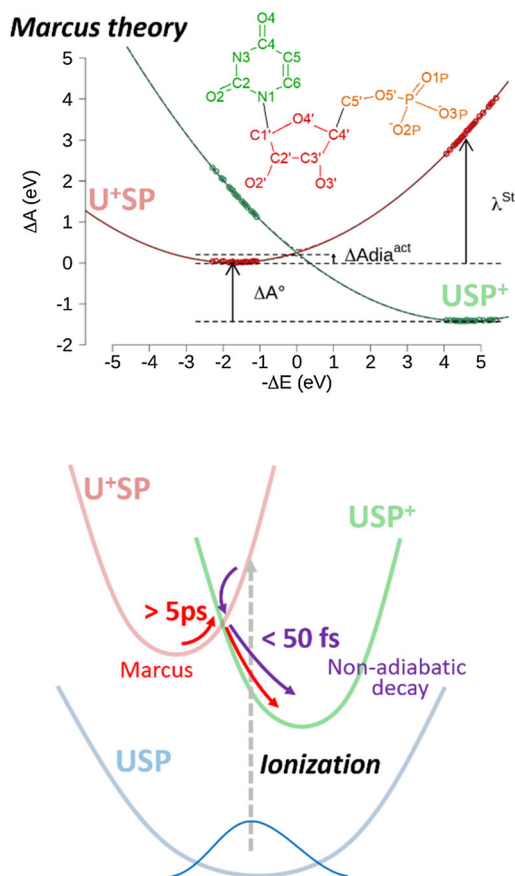 Marcus theory
O4
C4
N3
C5
C2
C6
O2
N1
O5'
O1P
C5'
P
O3P
-
O2P
-
O4'
C1'
C4'
C2'
C3'
O2'
O3'
5
4
3
2
1
0
-1
-2
ΔA (eV)
U+SP
λSt
ΔAdiaact
ΔA°
USP+
-5 -4 -3 -2 -1 0 1 2 3 4 5
-ΔE (eV)
U+SP
USP+
> 5ps
< 50 fs
Marcus
Non-adiabatic
decay
USP
Ionization